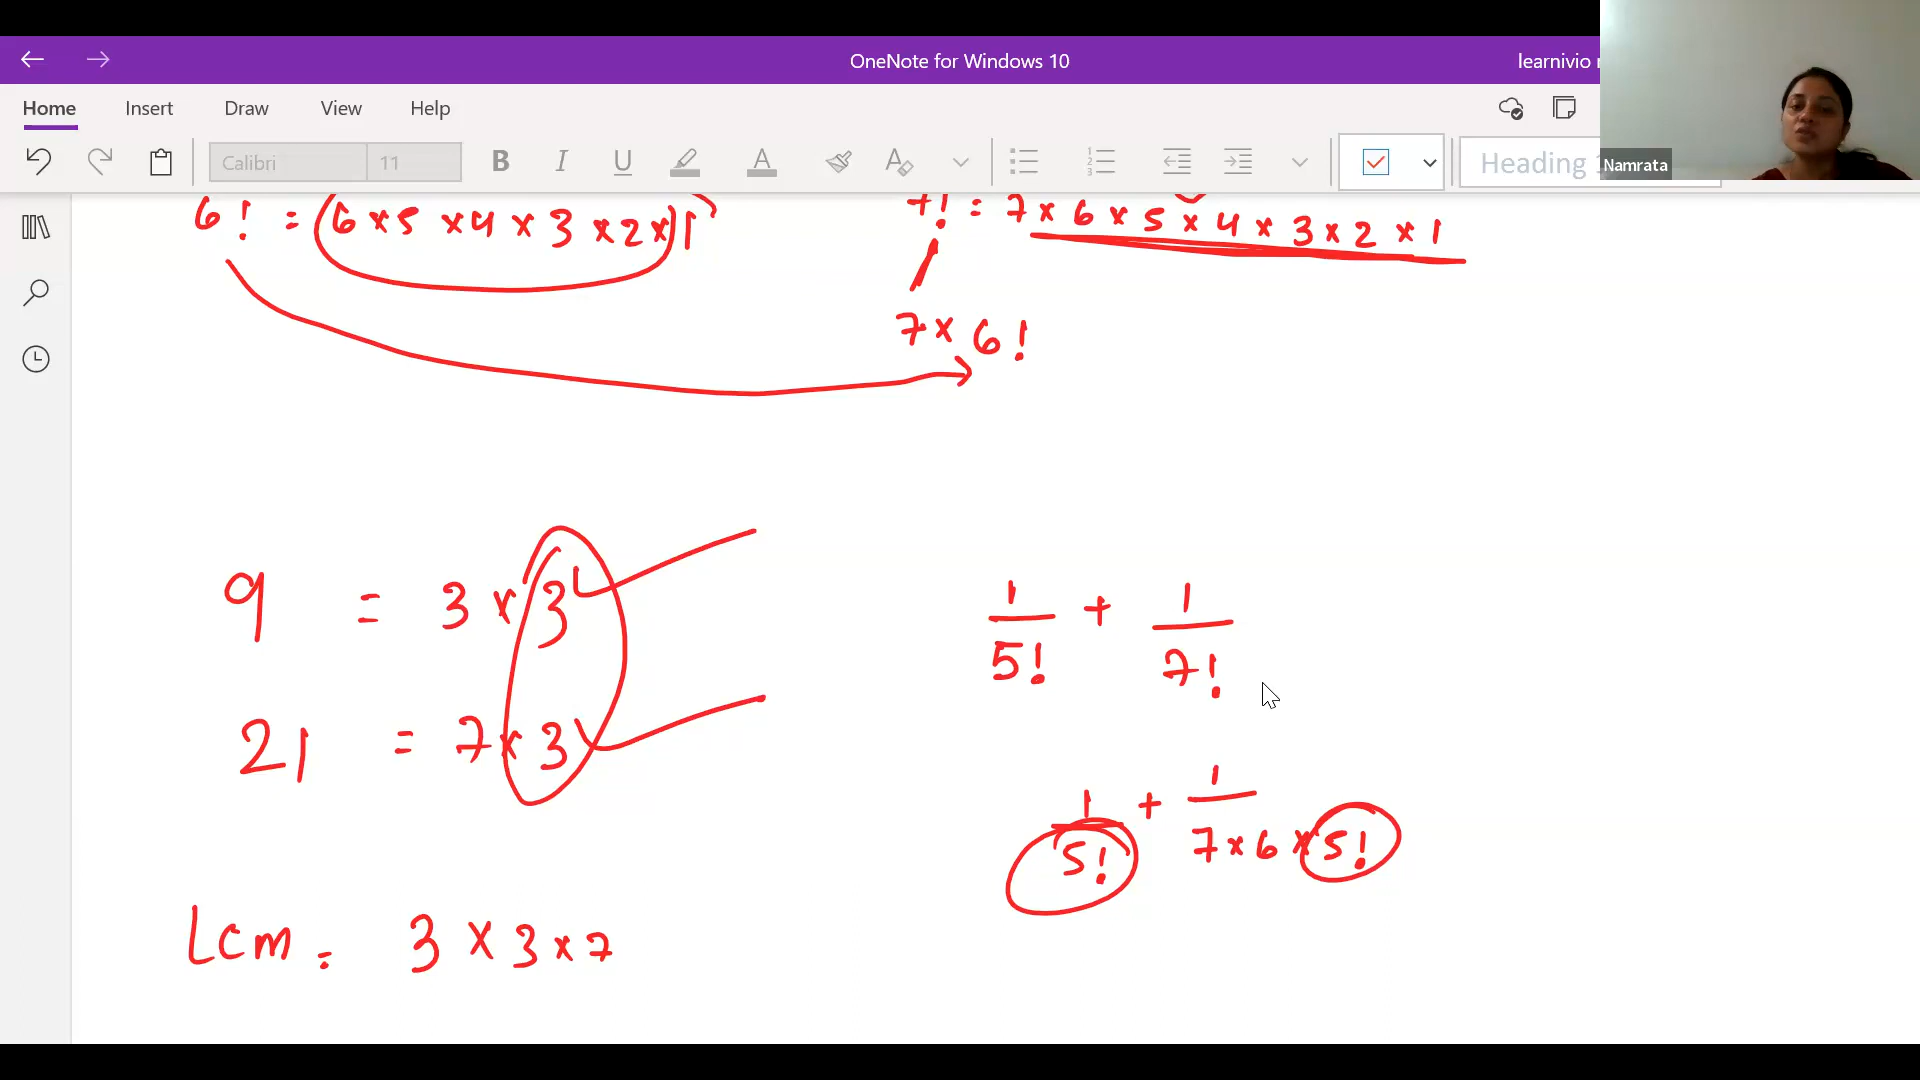 OneNote for Windows 10
learnivio
Home Insert Draw View Help
Calibri 11 B I U Heading
Namrata
6! = (6×5×4×3×2×)1
7! = 7×6×5×4×3×2×1
7×6!
9 = 3×3
21 = 7×3
Lcm = 3×3×7
1/5! + 1/7!
1/5! + 1/7×6×5!